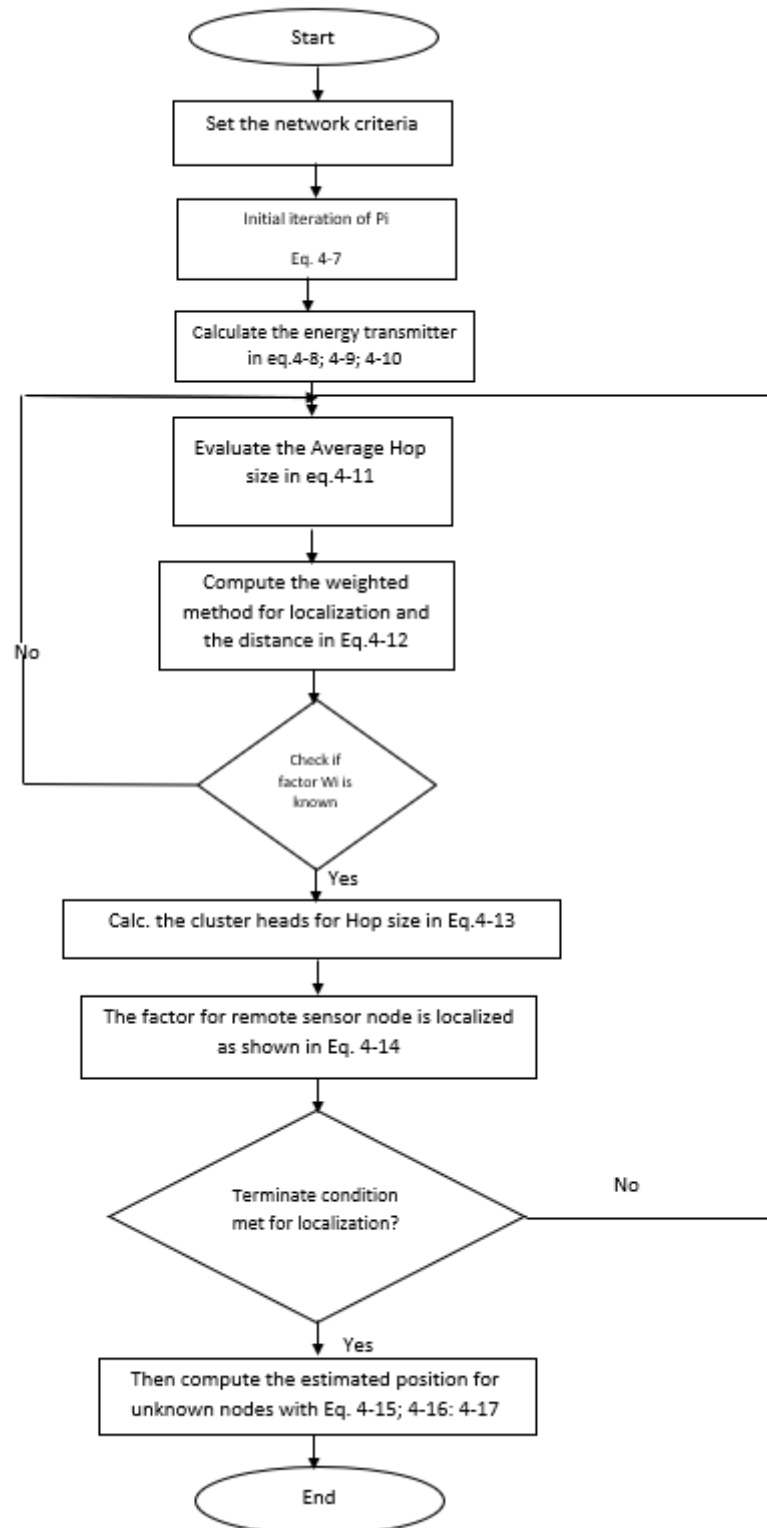 Start
Set the network criteria
Initial iteration of Pi
Eq. 4-7
Calculate the energy transmitter
in eq.4-8; 4-9; 4-10
Evaluate the Average Hop
size in eq.4-11
Compute the weighted
method for localization and
the distance in Eq.4-12
No
Check if
factor Wi is
known
Yes
Calc. the cluster heads for Hop size in Eq.4-13
The factor for remote sensor node is localized
as shown in Eq. 4-14
Terminate condition
met for localization?
No
Yes
Then compute the estimated position for
unknown nodes with Eq. 4-15; 4-16: 4-17
End